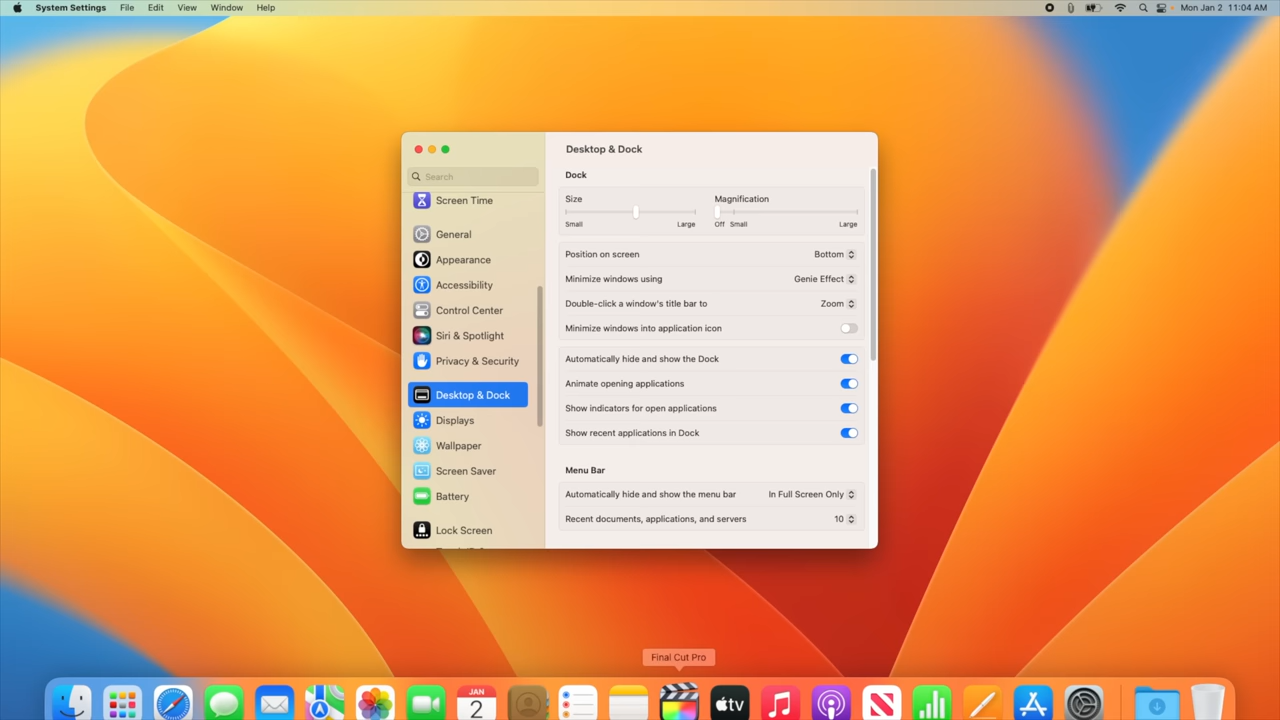 System Settings File Edit View Window Help Mon Jan 2 11:04 AM
Desktop & Dock
Search
Dock
Size Magnification
Small Large Off Small Large
Screen Time
General
Appearance
Accessibility
Control Center
Siri & Spotlight
Privacy & Security
Desktop & Dock
Displays
Wallpaper
Screen Saver
Battery
Lock Screen
Position on screen Bottom
Minimize windows using Genie Effect
Double-click a window's title bar to Zoom
Minimize windows into application icon
Automatically hide and show the Dock
Animate opening applications
Show indicators for open applications
Show recent applications in Dock
Menu Bar
Automatically hide and show the menu bar In Full Screen Only
Recent documents, applications, and servers 10
Final Cut Pro
JAN
2
tv